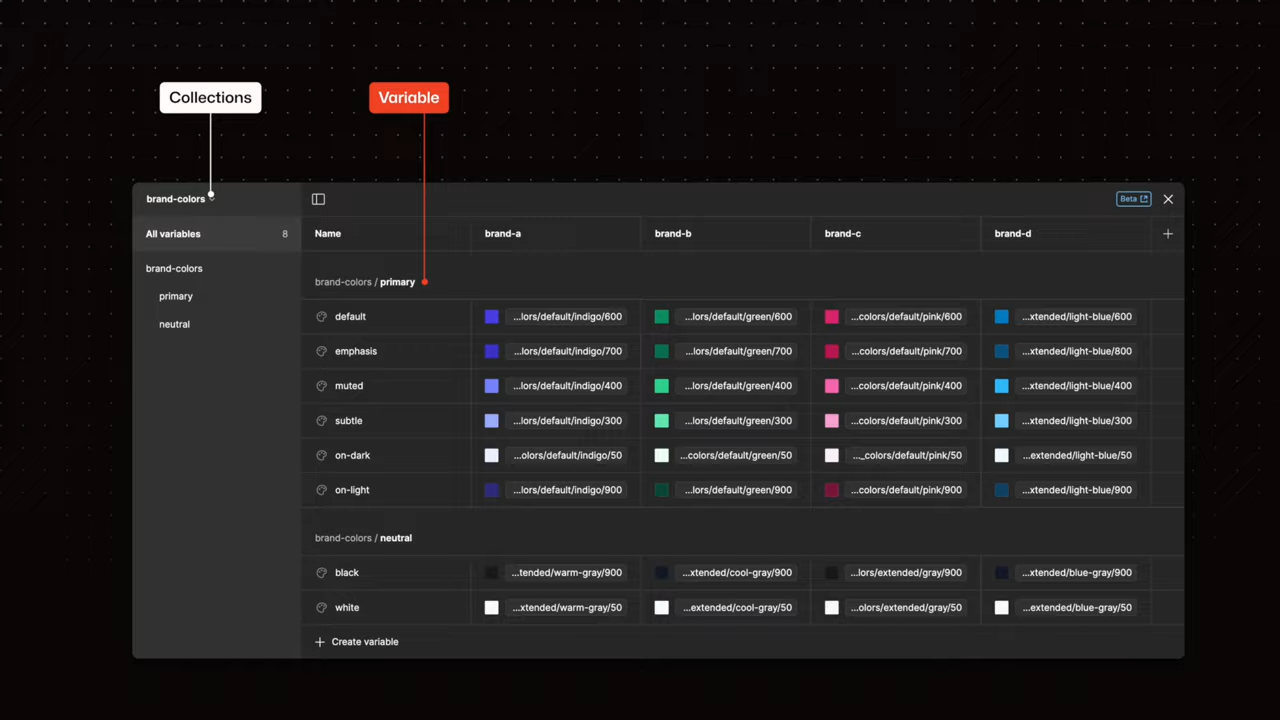 Collections Variable
brand-colors Beta
All variables 8 Name brand-a brand-b brand-c brand-d
brand-colors
primary
neutral
brand-colors / primary
default ...lors/default/indigo/600 ...lors/default/green/600 ...colors/default/pink/600 ...xtended/light-blue/600
emphasis ...lors/default/indigo/700 ...lors/default/green/700 ...colors/default/pink/700 ...xtended/light-blue/800
muted ...lors/default/indigo/400 ...lors/default/green/400 ...colors/default/pink/400 ...xtended/light-blue/400
subtle ...lors/default/indigo/300 ...lors/default/green/300 ...colors/default/pink/300 ...xtended/light-blue/300
on-dark ...olors/default/indigo/50 ...colors/default/green/50 ..._colors/default/pink/50 ...extended/light-blue/50
on-light ...lors/default/indigo/900 ...lors/default/green/900 ...colors/default/pink/900 ...xtended/light-blue/900
brand-colors / neutral
black ...tended/warm-gray/900 ...xtended/cool-gray/900 ...lors/extended/gray/900 ...xtended/blue-gray/900
white ...xtended/warm-gray/50 ...extended/cool-gray/50 ...olors/extended/gray/50 ...extended/blue-gray/50
Create variable